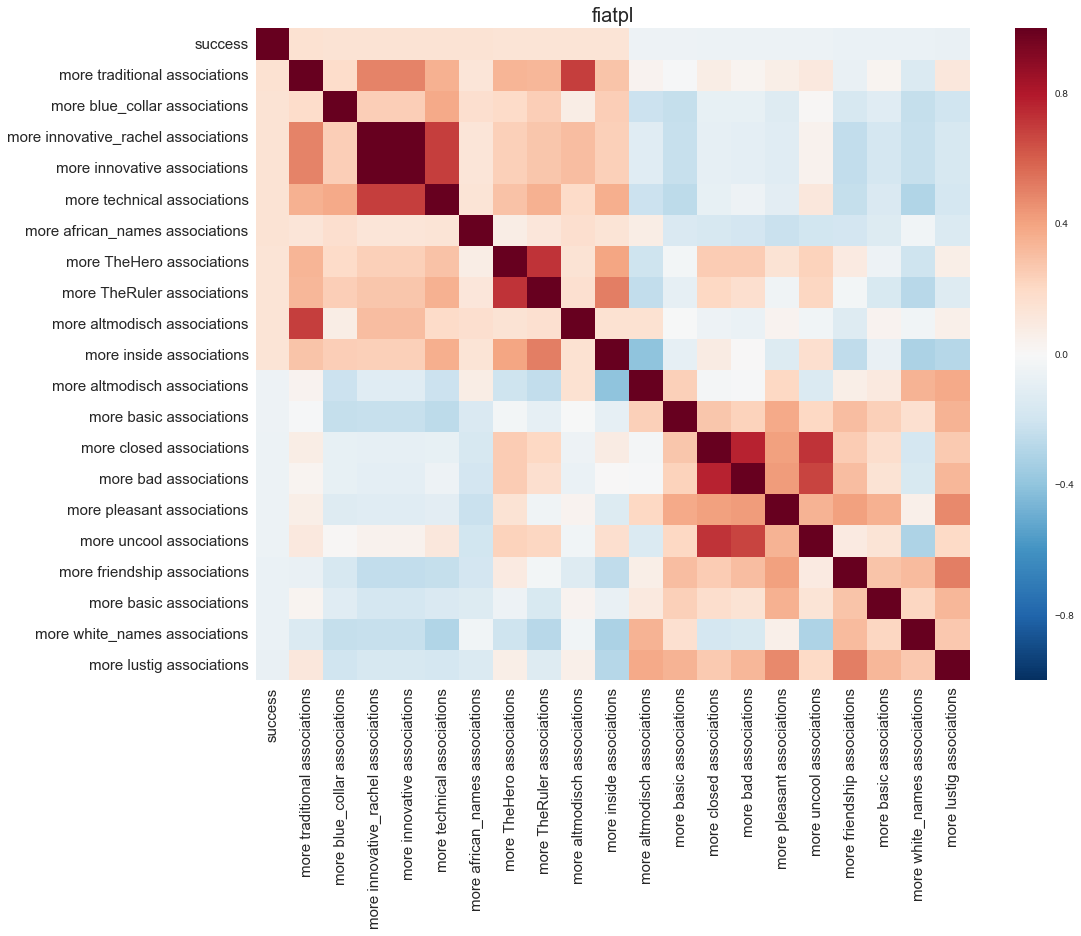 fiatpl
success
more traditional associations
more blue_collar associations
more innovative_rachel associations
more innovative associations
more technical associations
more african_names associations
more TheHero associations
more TheRuler associations
more altmodisch associations
more inside associations
more altmodisch associations
more basic associations
more closed associations
more bad associations
more pleasant associations
more uncool associations
more friendship associations
more basic associations
more white_names associations
more lustig associations
success
more traditional associations
more blue_collar associations
more innovative_rachel associations
more innovative associations
more technical associations
more african_names associations
more TheHero associations
more TheRuler associations
more altmodisch associations
more inside associations
more altmodisch associations
more basic associations
more closed associations
more bad associations
more pleasant associations
more uncool associations
more friendship associations
more basic associations
more white_names associations
more lustig associations
0.8
0.4
0.0
−0.4
−0.8